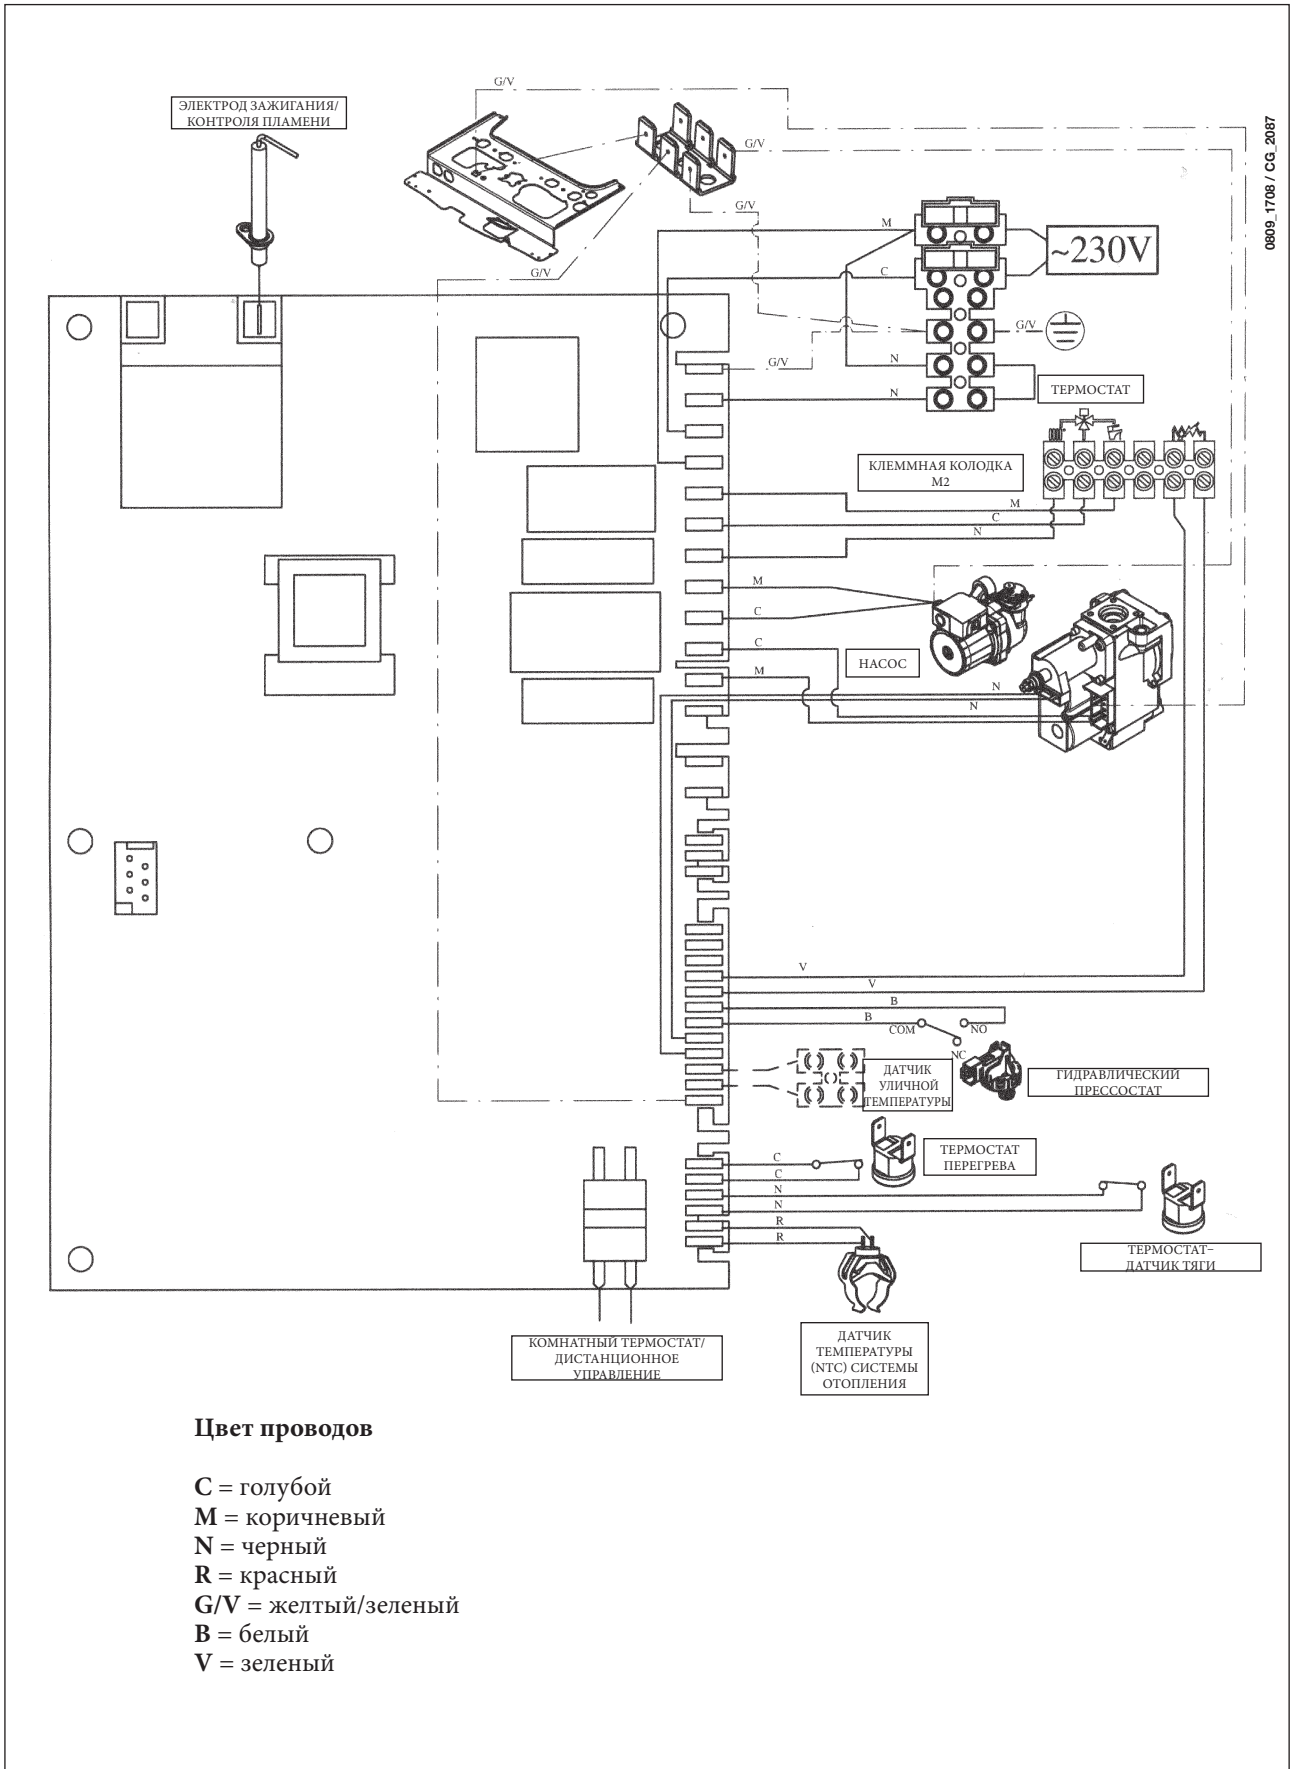 G/V
ЭЛЕКТРОД ЗАЖИГАНИЯ/
КОНТРОЛЯ ПЛАМЕНИ
0809_1708 / CG_2087
G/V
G/V
M
~230V
C
G/V
G/V
G/V
N
ТЕРМОСТАТ
N
КЛЕММНАЯ КОЛОДКА
M2
M
C
N
M
C
C
НАСОС
M
N
N
V
V
B
B
COM
NO
NC
ДАТЧИК
УЛИЧНОЙ
ТЕМПЕРАТУРЫ
ГИДРАВЛИЧЕСКИЙ
ПРЕССОСТАТ
ТЕРМОСТАТ
ПЕРЕГРЕВА
C
C
N
N
R
R
ТЕРМОСТАТ–
ДАТЧИК ТЯГИ
КОМНАТНЫЙ ТЕРМОСТАТ/
ДИСТАНЦИОННОЕ
УПРАВЛЕНИЕ
ДАТЧИК
ТЕМПЕРАТУРЫ
(NTC) СИСТЕМЫ
ОТОПЛЕНИЯ
Цвет проводов
C = голубой
M = коричневый
N = черный
R = красный
G/V = желтый/зеленый
B = белый
V = зеленый